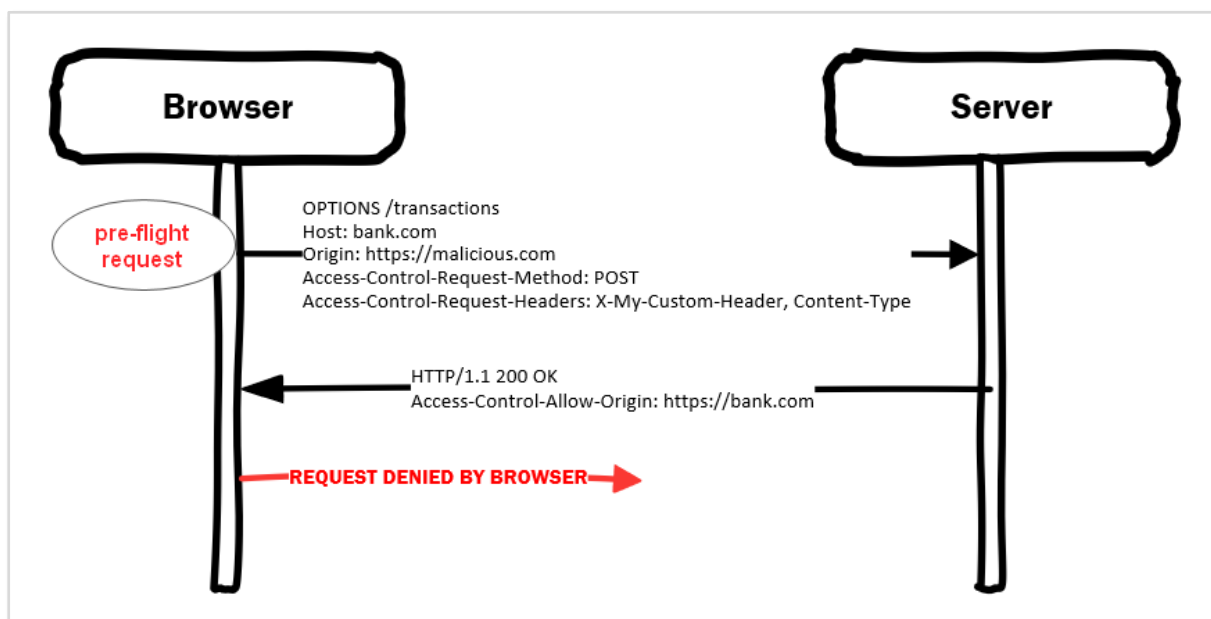 Browser
Server
pre-flight
request
OPTIONS /transactions
Host: bank.com
Origin: https://malicious.com
Access-Control-Request-Method: POST
Access-Control-Request-Headers: X-My-Custom-Header, Content-Type
HTTP/1.1 200 OK
Access-Control-Allow-Origin: https://bank.com
REQUEST DENIED BY BROWSER